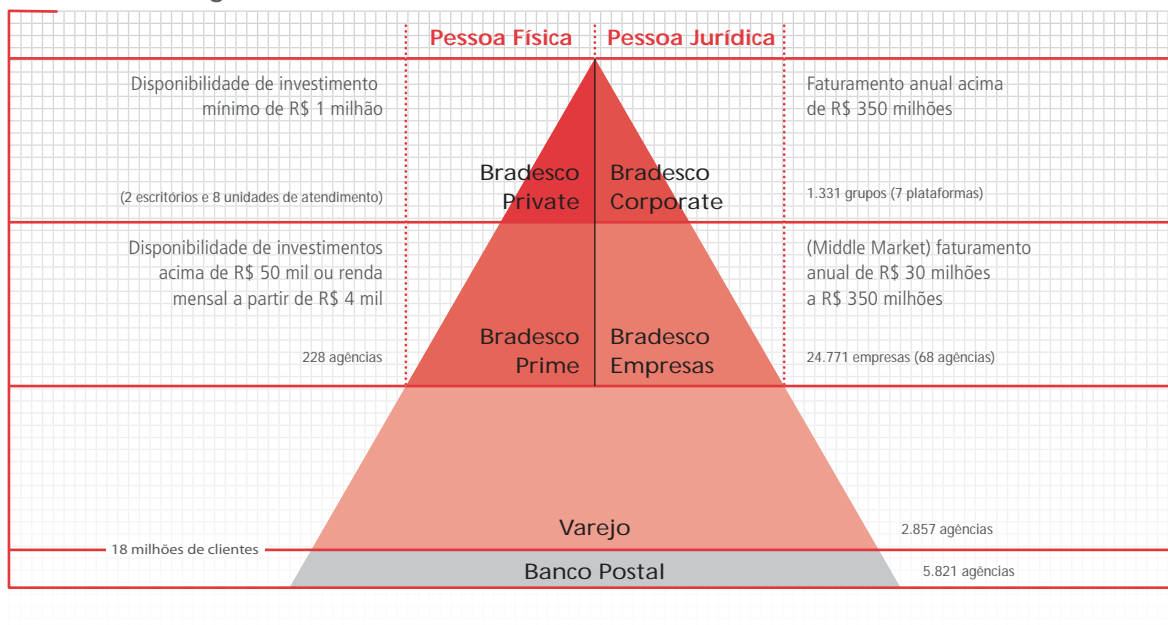 Pessoa Física
Pessoa Jurídica
Disponibilidade de investimento
mínimo de R$ 1 milhão
(2 escritórios e 8 unidades de atendimento)
Bradesco
Private
Bradesco
Corporate
Faturamento anual acima
de R$ 350 milhões
1.331 grupos (7 plataformas)
Disponibilidade de investimentos
acima de R$ 50 mil ou renda
mensal a partir de R$ 4 mil
228 agências
Bradesco
Prime
Bradesco
Empresas
(Middle Market) faturamento
anual de R$ 30 milhões
a R$ 350 milhões
24.771 empresas (68 agências)
Varejo
2.857 agências
18 milhões de clientes
Banco Postal
5.821 agências